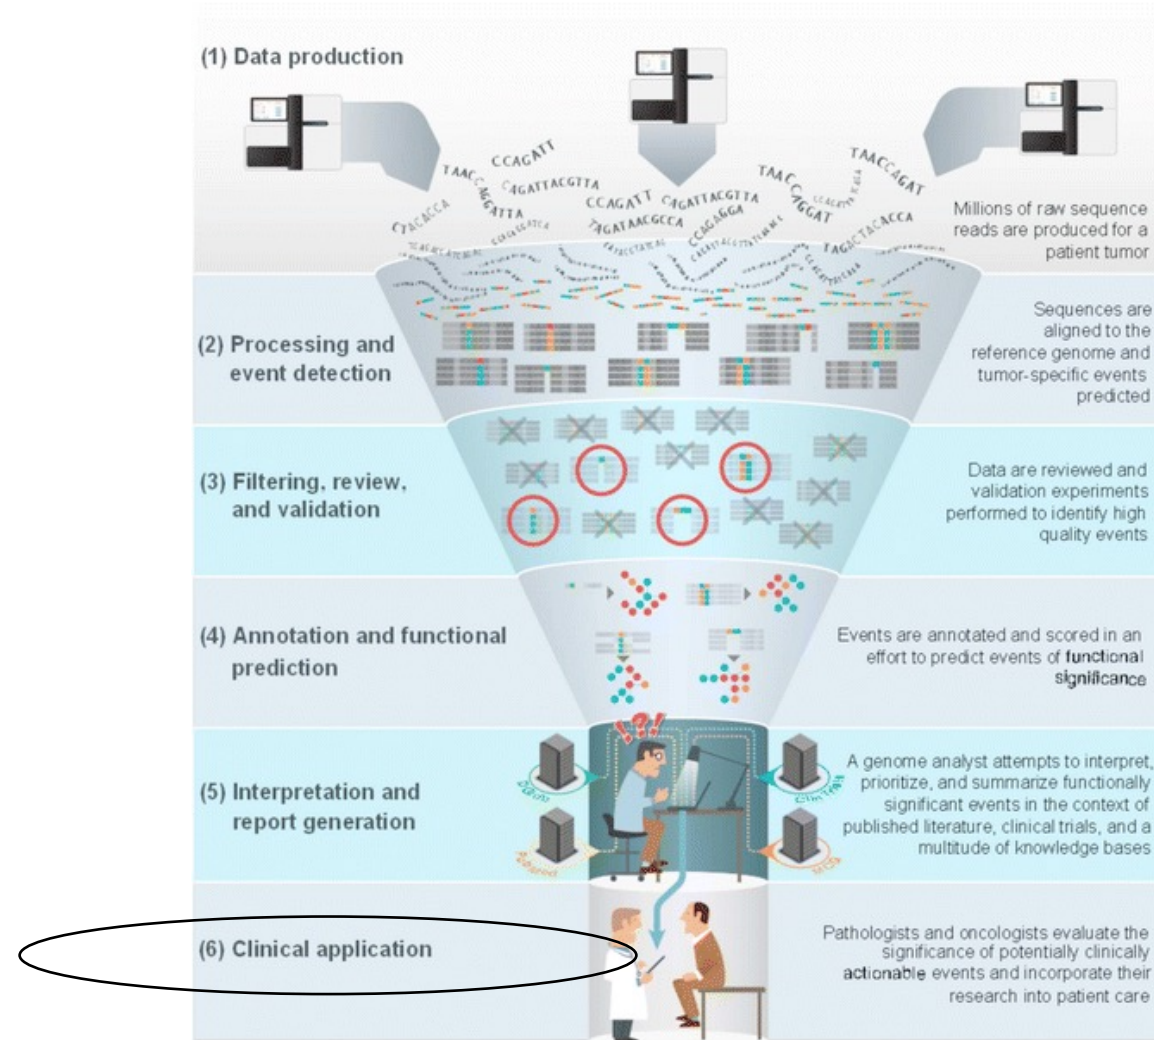 (1) Data production
CCAGATT
TAAC
CAGATTACGTTA
CCAGATT
CAGATTACGTTA
TAAC
TAACCAGAT
CTACACCA
TAGATAACGCCA
CCAGAGGA
CAGGAT
TAGACTACACCA
Millions of raw sequence
reads are produced for a
patient tumor
(2) Processing and
event detection
Sequences are
aligned to the
reference genome and
tumor-specific events
predicted
(3) Filtering, review,
and validation
Data are reviewed and
validation experiments
performed to identify high
quality events
(4) Annotation and functional
prediction
Events are annotated and scored in an
effort to predict events of functional
significance
!?!
(5) Interpretation and
report generation
A genome analyst attempts to interpret,
prioritize, and summarize functionally
significant events in the context of
published literature, clinical trials, and a
multitude of knowledge bases
(6) Clinical application
Pathologists and oncologists evaluate the
significance of potentially clinically
actionable events and incorporate their
research into patient care